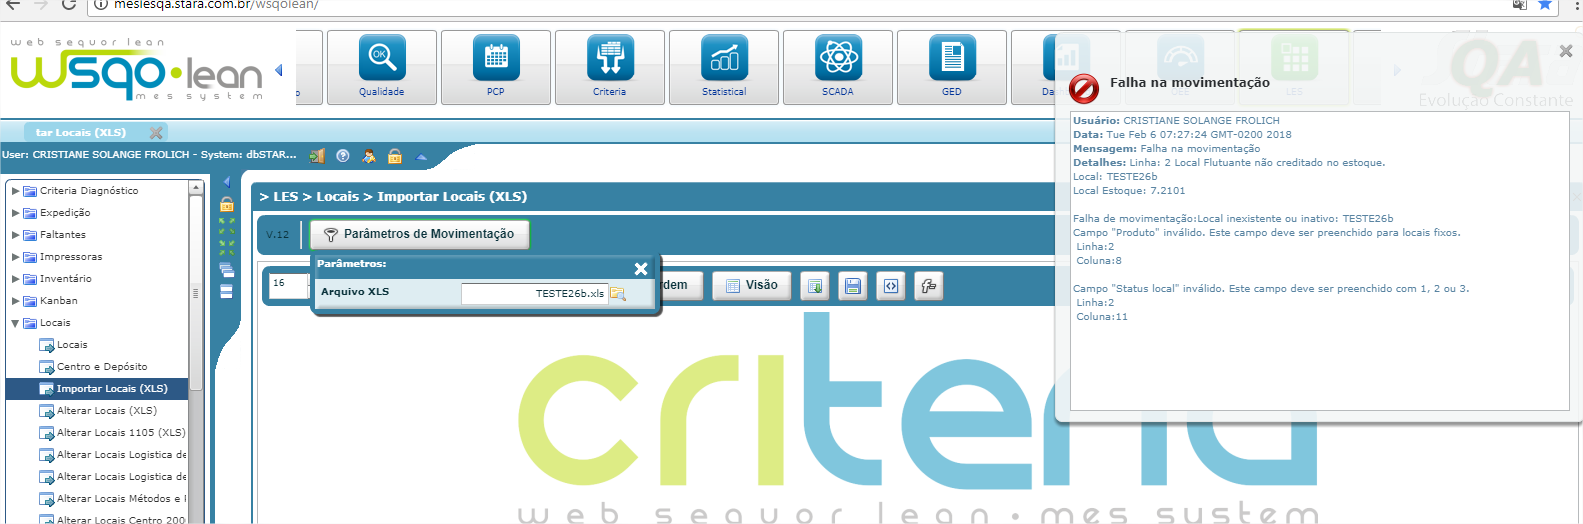 meslesqa.stara.com.br/wsqolean/
web sequor lean
wsqo·lean
mes system
Qualidade
PCP
Criteria
Statistical
SCADA
GED
LES
QA
Evolução Constante
tar Locais (XLS)
User: CRISTIANE SOLANGE FROLICH - System: dbSTAR...
Criteria Diagnóstico
Expedição
Faltantes
Impressoras
Inventário
Kanban
Locais
Locais
Centro e Depósito
Importar Locais (XLS)
Alterar Locais (XLS)
Alterar Locais 1105 (XLS)
Alterar Locais Logistica de
Alterar Locais Logistica de
Alterar Locais Métodos e
Alterar Locais Centro 200
> LES > Locais > Importar Locais (XLS)
V.12
Parâmetros de Movimentação
Parâmetros:
Arquivo XLS
TESTE26b.xls
16
rdem
Visão
criteria
web sequor lean · mes system
Falha na movimentação
Usuário: CRISTIANE SOLANGE FROLICH
Data: Tue Feb 6 07:27:24 GMT-0200 2018
Mensagem: Falha na movimentação
Detalhes: Linha: 2 Local Flutuante não creditado no estoque.
Local: TESTE26b
Local Estoque: 7.2101
Falha de movimentação:Local inexistente ou inativo: TESTE26b
Campo "Produto" inválido. Este campo deve ser preenchido para locais fixos.
Linha:2
Coluna:8
Campo "Status local" inválido. Este campo deve ser preenchido com 1, 2 ou 3.
Linha:2
Coluna:11